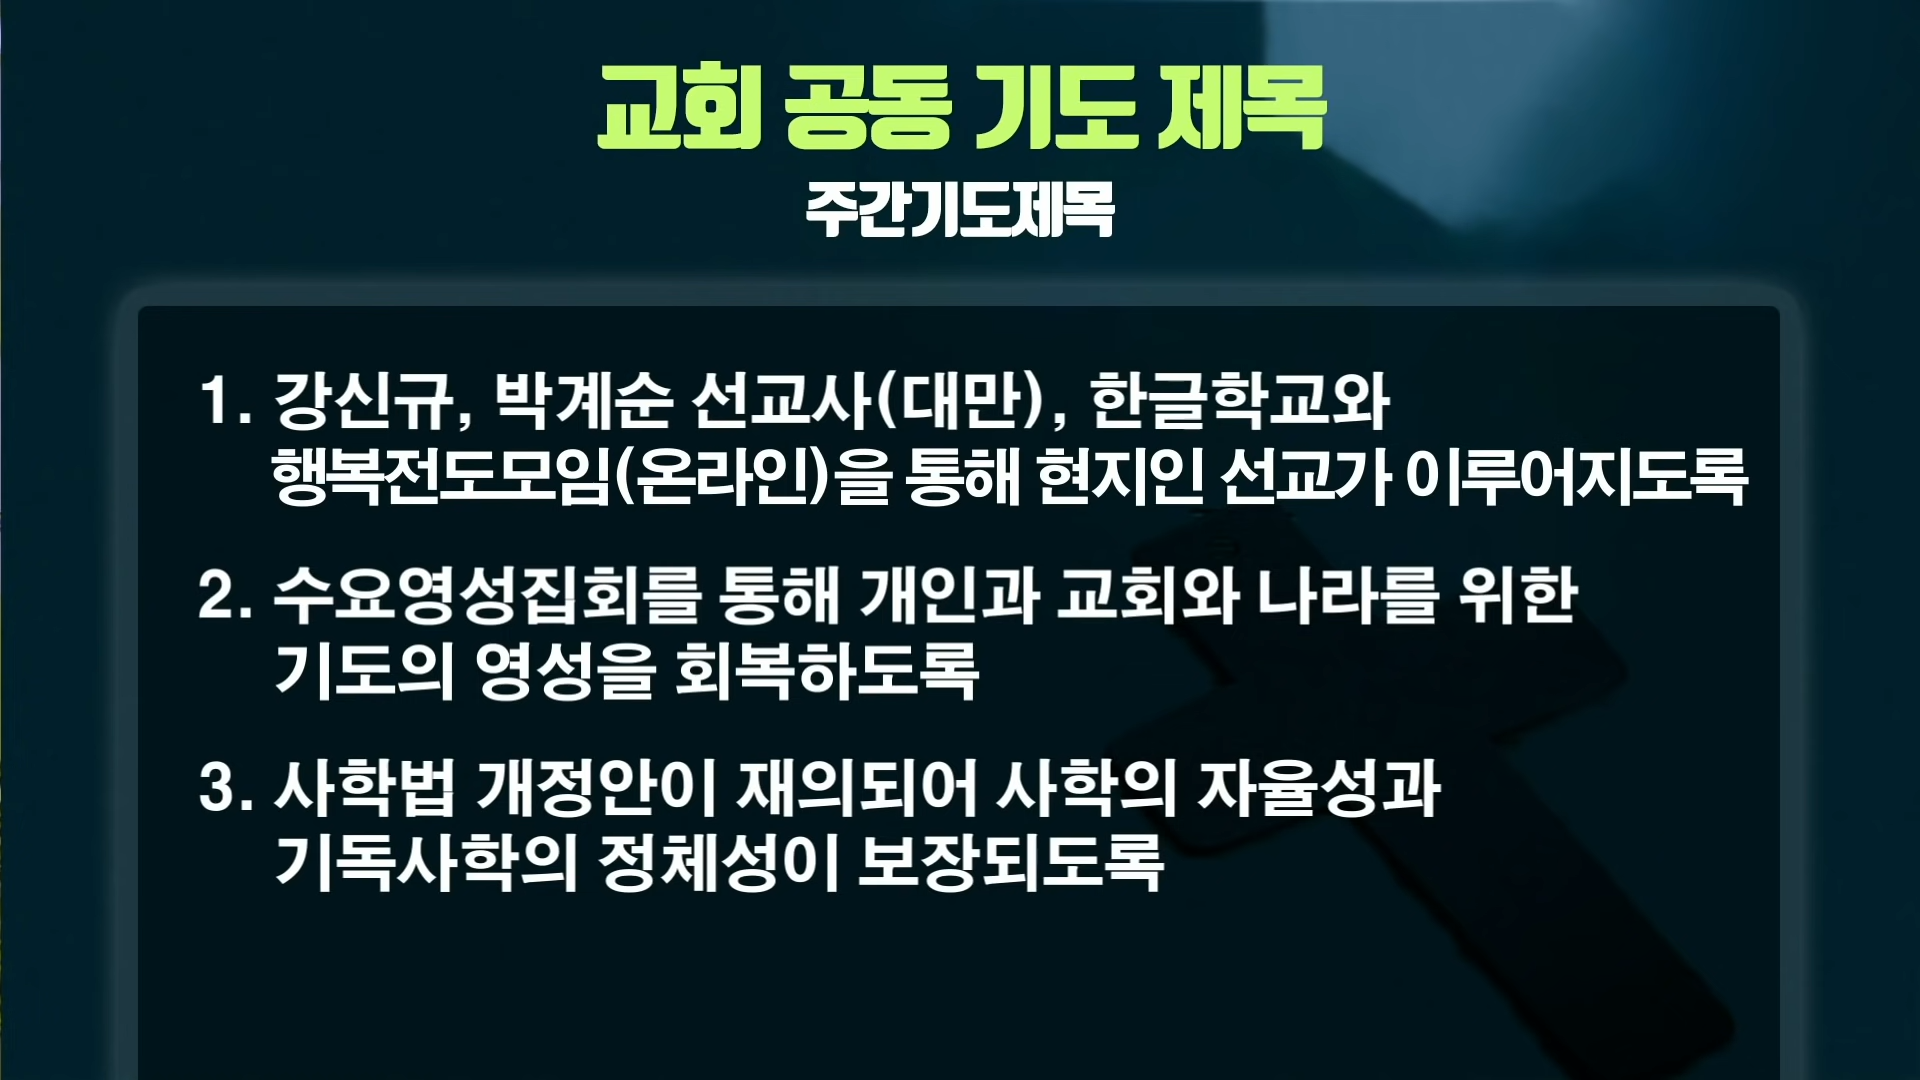 교회 공동 기도 제목
주간기도제목
1. 강신규, 박계순 선교사(대만), 한글학교와
행복전도모임(온라인)을 통해 현지인 선교가 이루어지도록
2. 수요영성집회를 통해 개인과 교회와 나라를 위한
기도의 영성을 회복하도록
3. 사학법 개정안이 재의되어 사학의 자율성과
기독사학의 정체성이 보장되도록